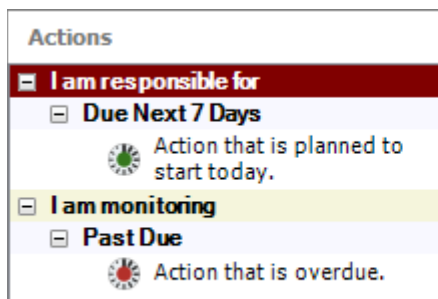 Actions
I am responsible for
Due Next 7 Days
Action that is planned to
start today.
I am monitoring
Past Due
Action that is overdue.